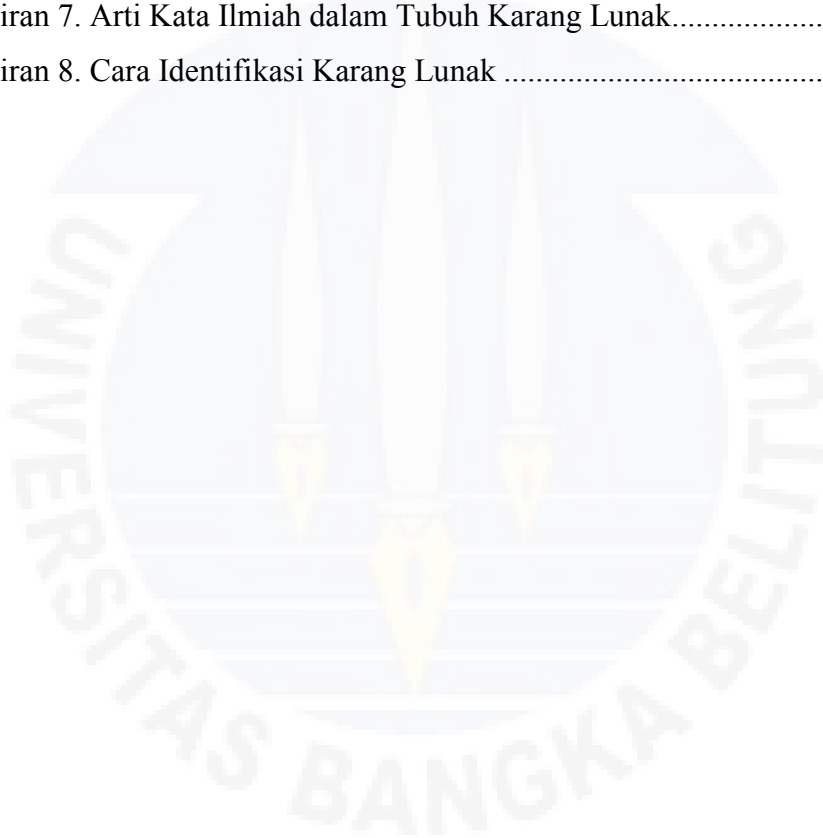 iran 7. Arti Kata Ilmiah dalam Tubuh Karang Lunak...................
iran 8. Cara Identifikasi Karang Lunak ........................................
UNIVERSITAS BANGKA BELITUNG